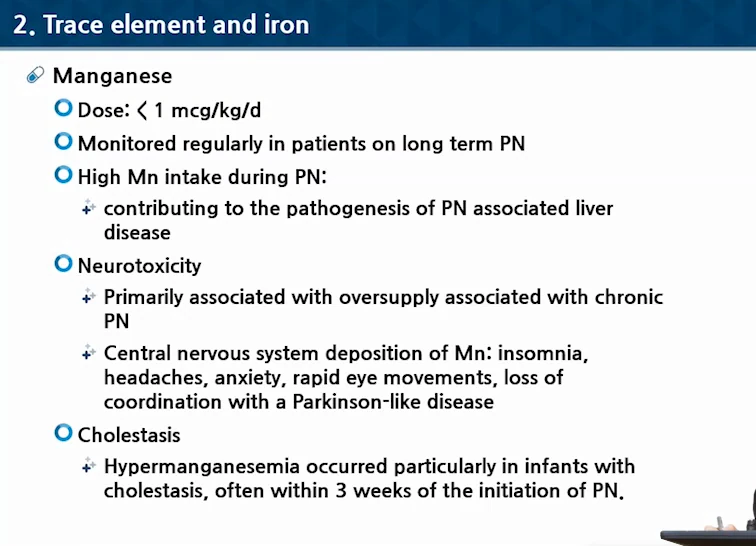 2. Trace element and iron
Manganese
Dose: < 1 mcg/kg/d
Monitored regularly in patients on long term PN
High Mn intake during PN:
contributing to the pathogenesis of PN associated liver
disease
Neurotoxicity
Primarily associated with oversupply associated with chronic
PN
Central nervous system deposition of Mn: insomnia,
headaches, anxiety, rapid eye movements, loss of
coordination with a Parkinson-like disease
Cholestasis
Hypermanganesemia occurred particularly in infants with
cholestasis, often within 3 weeks of the initiation of PN.